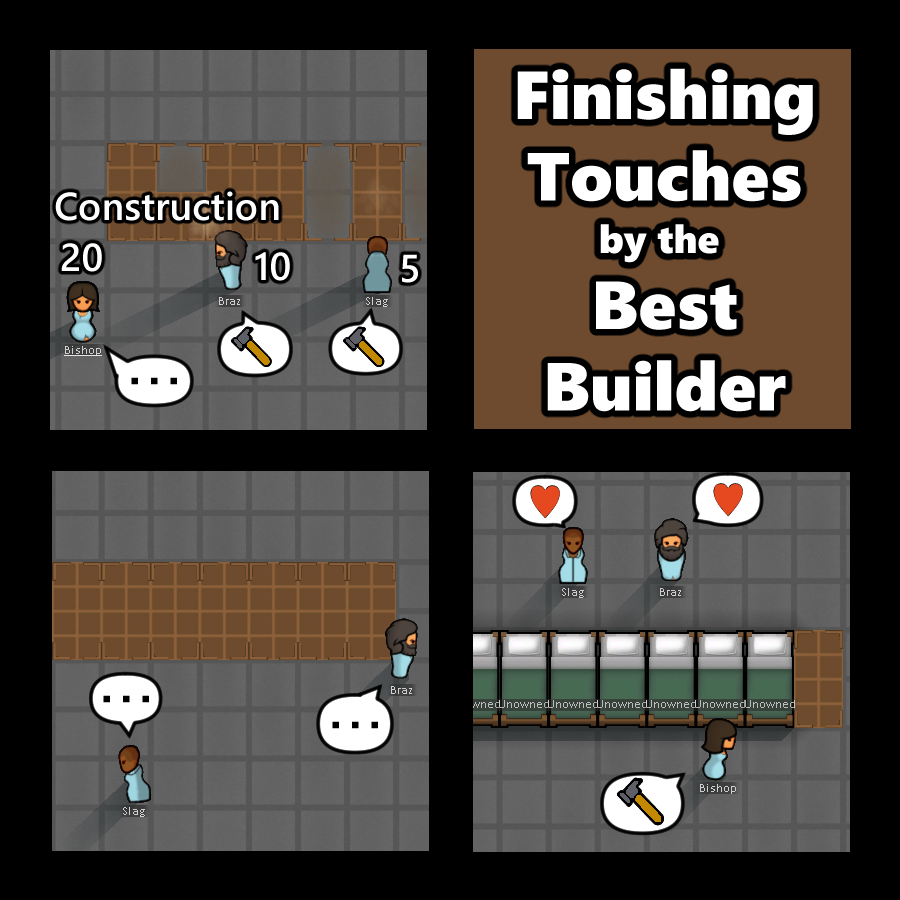 Construction
20
10
5
Braz
Slag
Bishop
...
Finishing
Touches
by the
Best
Builder
...
Braz
...
Slag
Slag
Braz
wned Unowned Unowned Unowned Unowned Unowned Unowned
Bishop